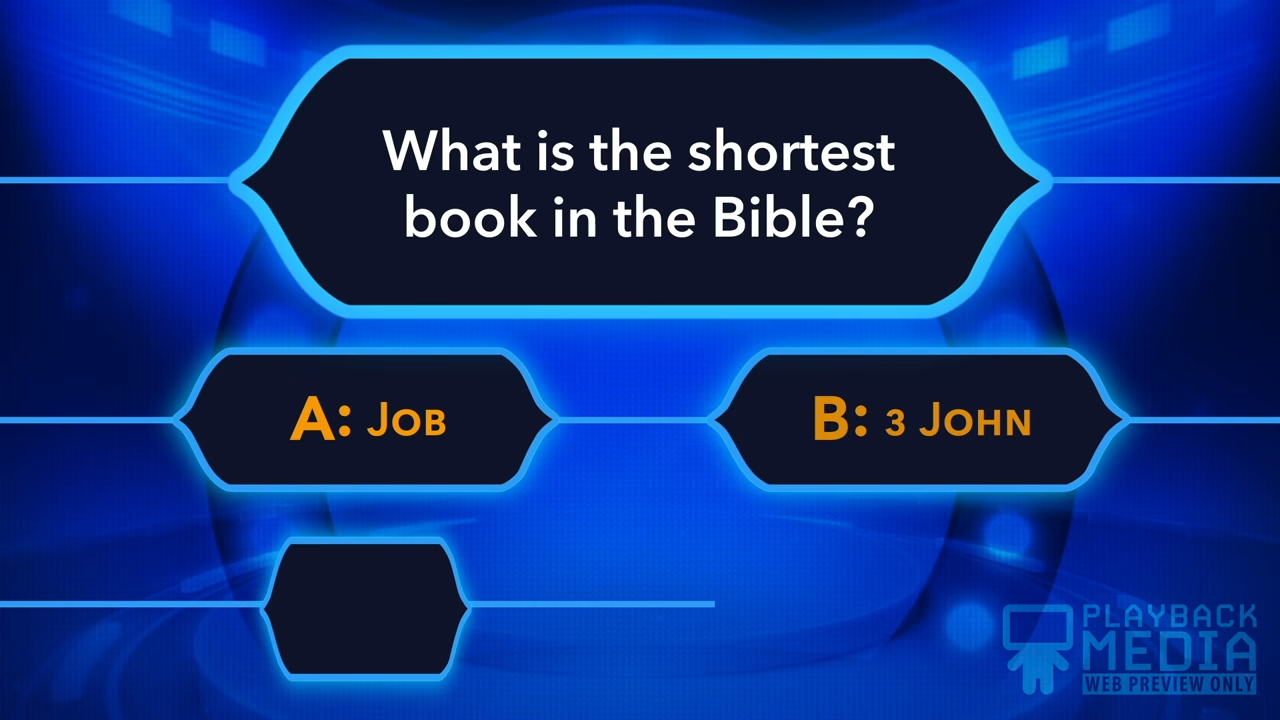 What is the shortest
book in the Bible?
A: Job
B: 3 John
PLAYBACK
MEDIA
WEB PREVIEW ONLY